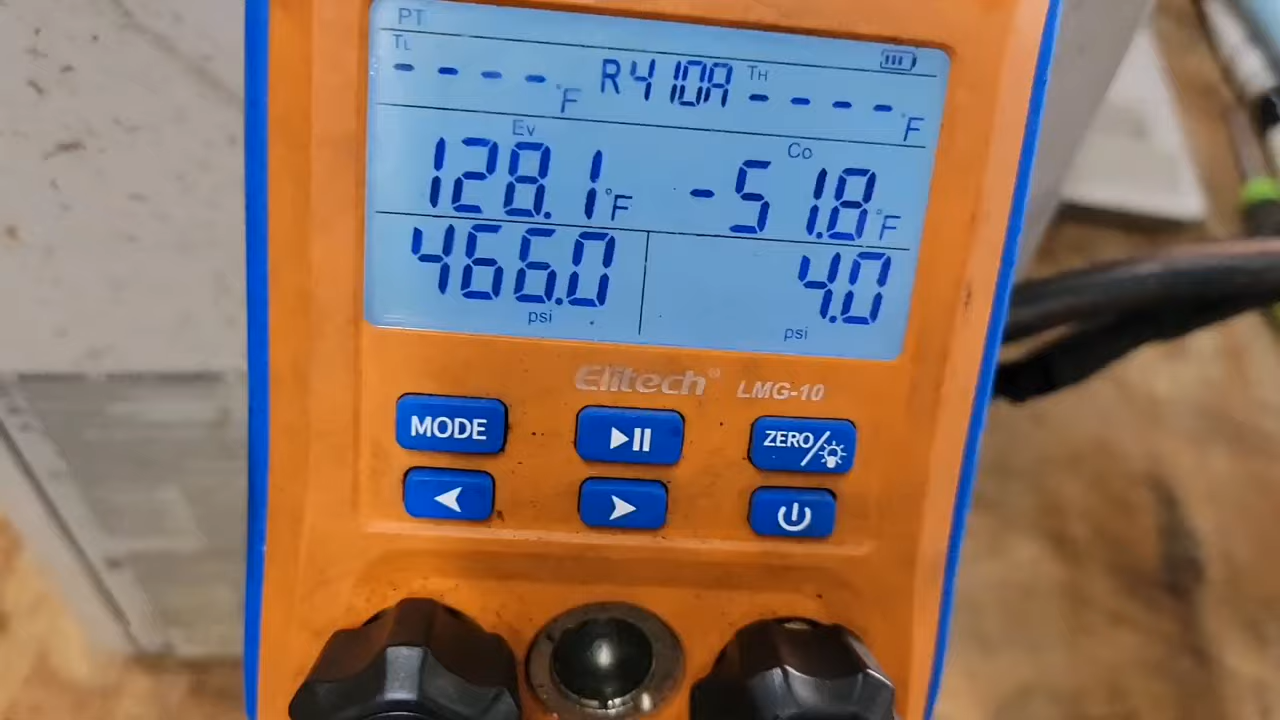 PT
TL ---- °F R410A TH ---- °F
Ev Co
128.1 °F -51.8 °F
466.0 4.0
psi psi
Elitech® LMG-10
MODE ZERO/